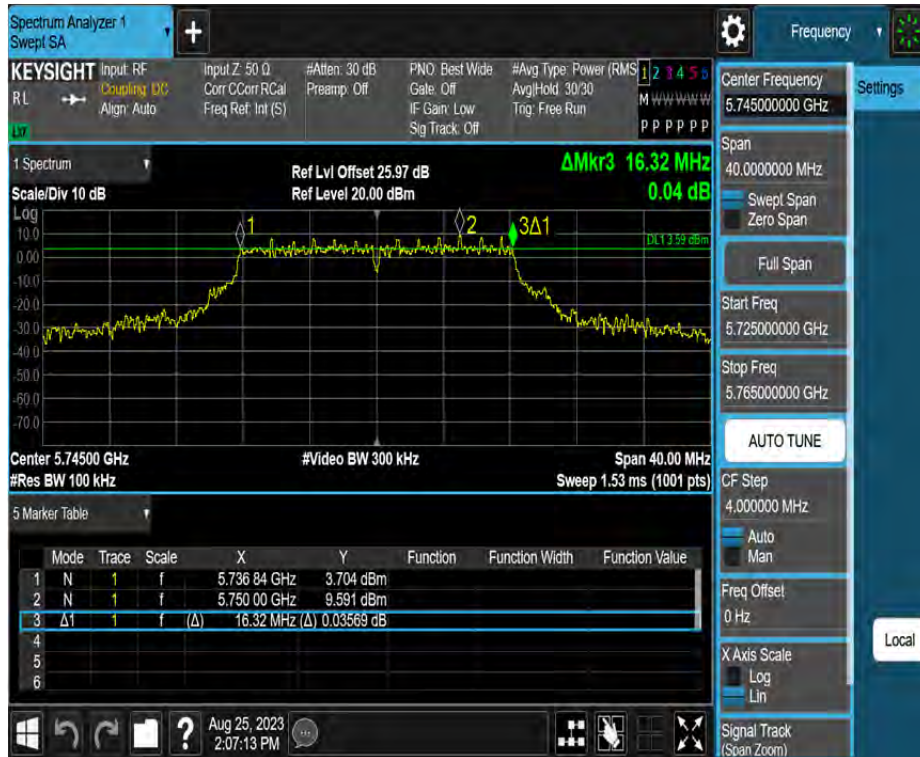 Spectrum Analyzer 1
Swept SA
Frequency
KEYSIGHT
RL
Input: RF
Coupling: DC
Align: Auto
Input Z: 50 Ω
Corr CCorr RCal
Freq Ref: Int (S)
#Atten: 30 dB
Preamp: Off
PNO: Best Wide
Gate: Off
IF Gain: Low
Sig Track: Off
#Avg Type: Power (RMS
Avg|Hold: 30/30
Trig: Free Run
1 2 3 4 5 6
M W W W W W
P P P P P P
LXI
1 Spectrum
Scale/Div 10 dB
Ref Lvl Offset 25.97 dB
Ref Level 20.00 dBm
ΔMkr3 16.32 MHz
0.04 dB
Log
10.0
0.00
-10.0
-20.0
-30.0
-40.0
-50.0
-60.0
-70.0
1
2
3Δ1
DL1 3.59 dBm
Center 5.74500 GHz
#Res BW 100 kHz
#Video BW 300 kHz
Span 40.00 MHz
Sweep 1.53 ms (1001 pts)
5 Marker Table
Mode Trace Scale X Y Function Function Width Function Value
1 N 1 f 5.736 84 GHz 3.704 dBm
2 N 1 f 5.750 00 GHz 9.591 dBm
3 Δ1 1 f (Δ) 16.32 MHz (Δ) 0.03569 dB
4
5
6
Aug 25, 2023
2:07:13 PM
Center Frequency
5.745000000 GHz
Settings
Span
40.0000000 MHz
Swept Span
Zero Span
Full Span
Start Freq
5.725000000 GHz
Stop Freq
5.765000000 GHz
AUTO TUNE
CF Step
4.000000 MHz
Auto
Man
Freq Offset
0 Hz
Local
X Axis Scale
Log
Lin
Signal Track
(Span Zoom)